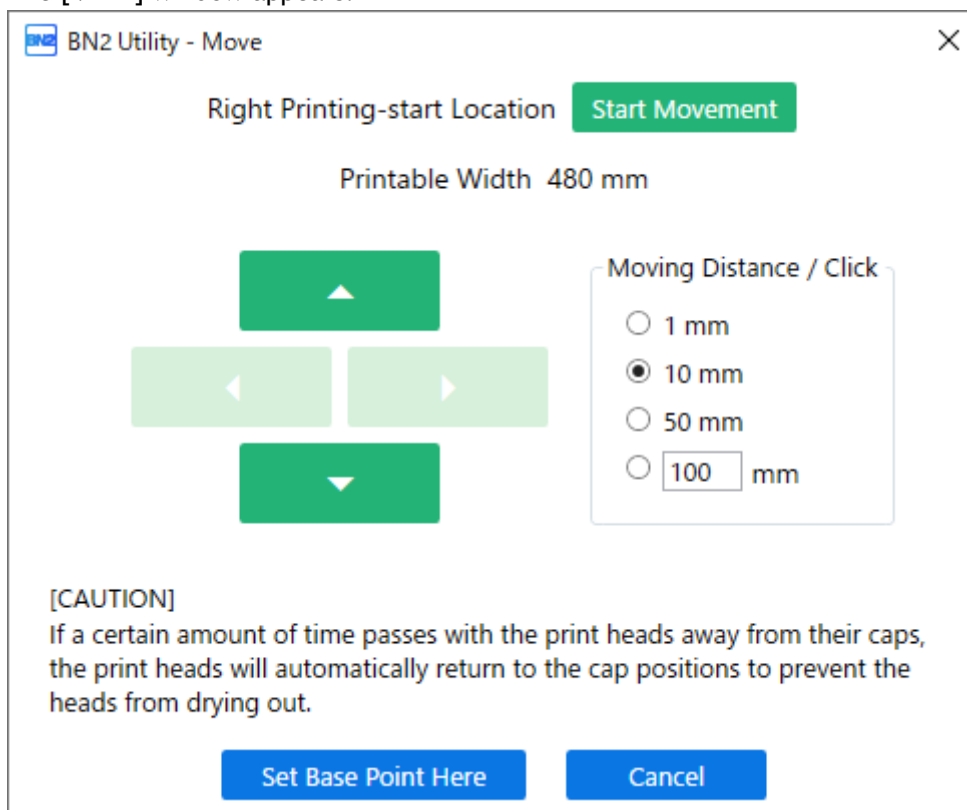 BN2 BN2 Utility - Move
Right Printing-start Location Start Movement
Printable Width 480 mm
Moving Distance / Click
1 mm
10 mm
50 mm
100 mm
[CAUTION]
If a certain amount of time passes with the print heads away from their caps,
the print heads will automatically return to the cap positions to prevent the
heads from drying out.
Set Base Point Here Cancel